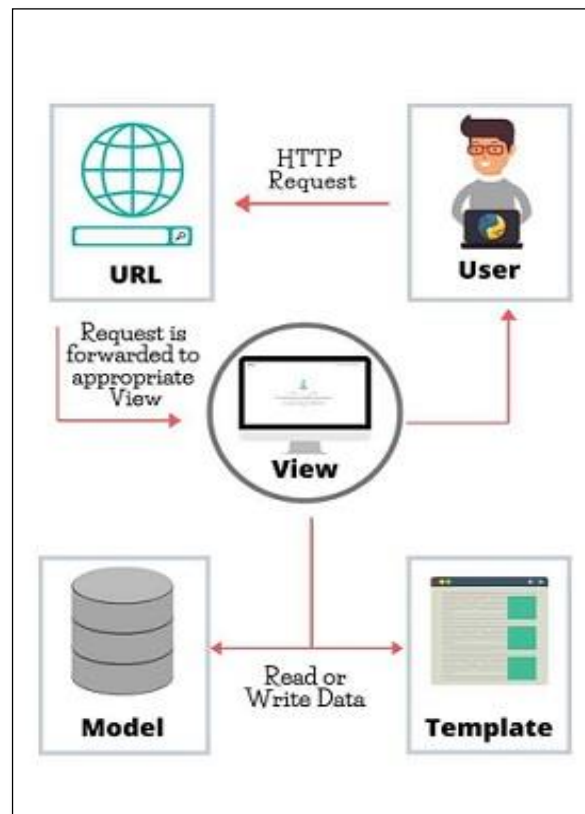 HTTP
Request
URL
User
Request is
forwarded to
appropriate
View
View
Read or
Write Data
Model
Template